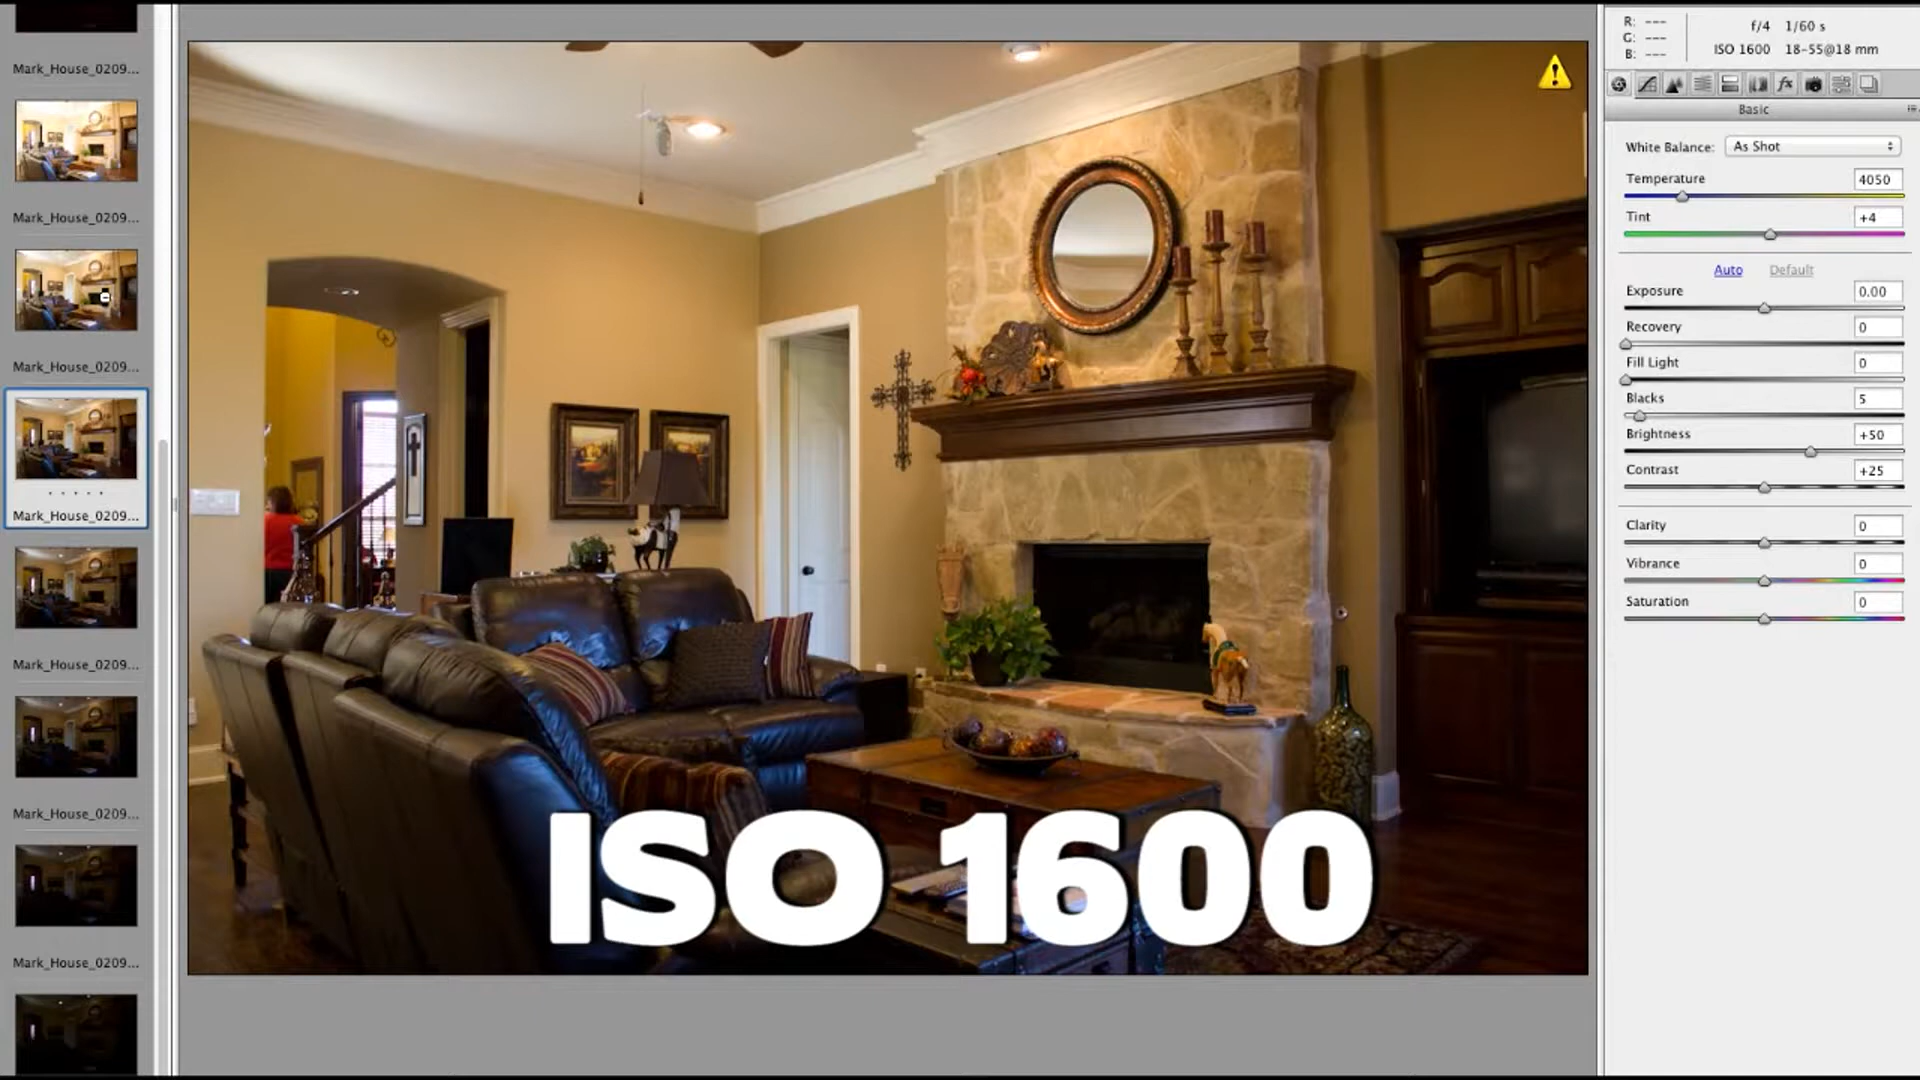 Mark_House_0209...
Mark_House_0209...
Mark_House_0209...
Mark_House_0209...
Mark_House_0209...
Mark_House_0209...
Mark_House_0209...
ISO 1600
R: ---
G: ---
B: ---
f/4 1/60 s
ISO 1600 18-55@18 mm
fx
Basic
White Balance: As Shot
Temperature 4050
Tint +4
Auto Default
Exposure 0.00
Recovery 0
Fill Light 0
Blacks 5
Brightness +50
Contrast +25
Clarity 0
Vibrance 0
Saturation 0